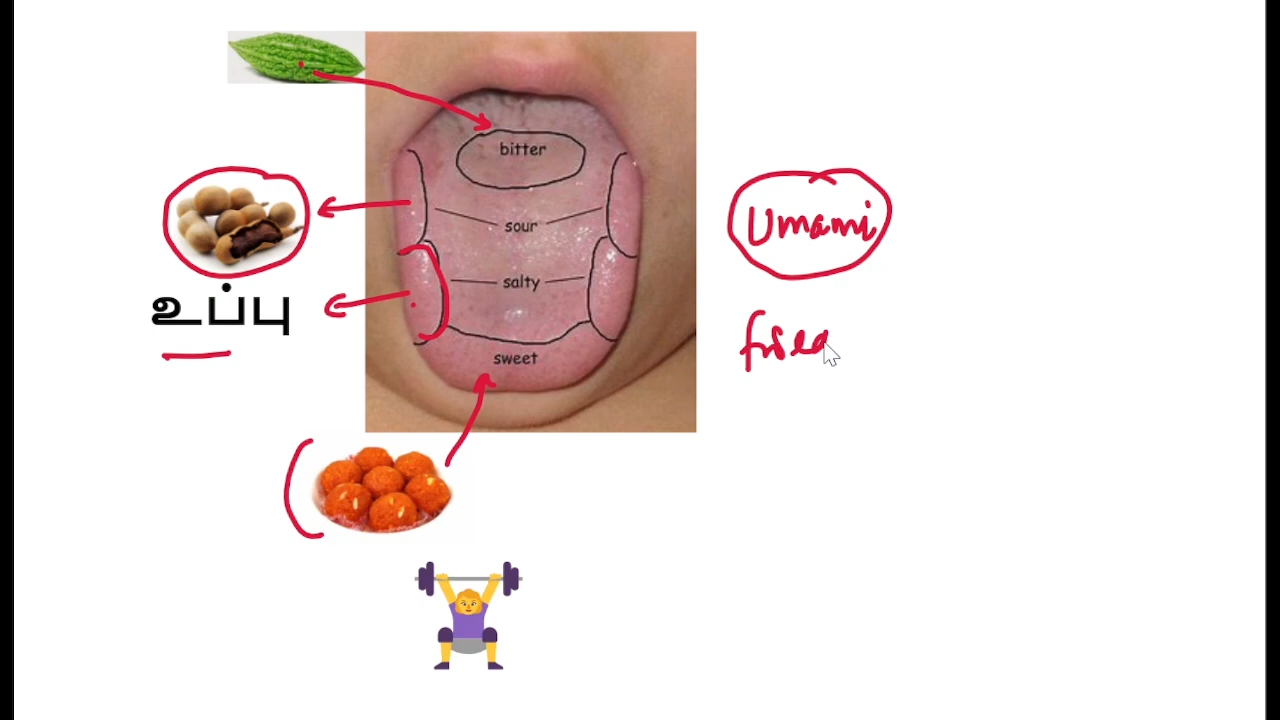 bitter
sour
salty
sweet
உப்பு
Umami